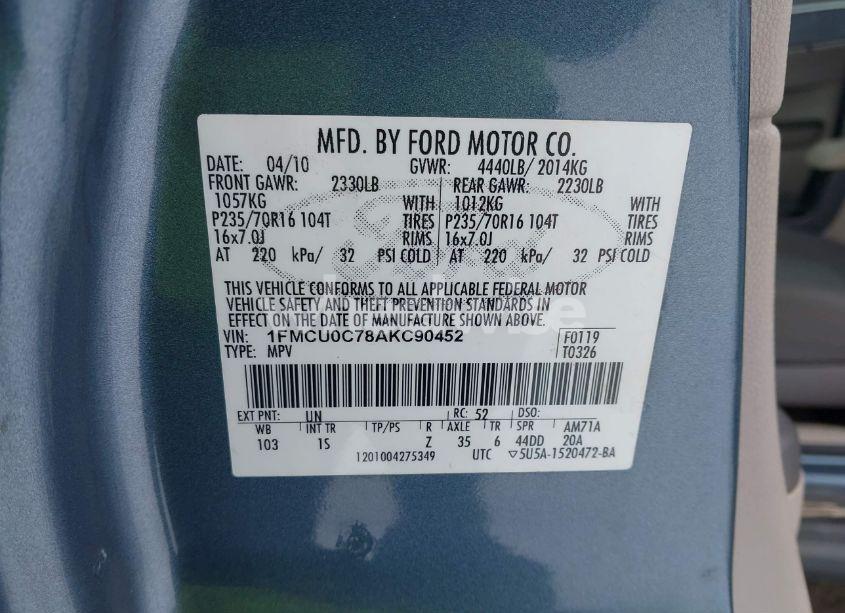 MFD. BY FORD MOTOR CO.
DATE: 04/10 GVWR: 4440LB/ 2014KG
FRONT GAWR: 2330LB REAR GAWR: 2230LB
1057KG WITH 1012KG WITH
P235/70R16 104T TIRES P235/70R16 104T TIRES
16x7.0J RIMS 16x7.0J RIMS
AT 220 kPa/ 32 PSI COLD AT 220 kPa/ 32 PSI COLD
THIS VEHICLE CONFORMS TO ALL APPLICABLE FEDERAL MOTOR
VEHICLE SAFETY AND THEFT PREVENTION STANDARDS IN
EFFECT ON THE DATE OF MANUFACTURE SHOWN ABOVE.
VIN: 1FMCU0C78AKC90452 F0119
TYPE: MPV T0326
EXT PNT: UN RC: 52 DSO:
WB INT TR TP/PS R AXLE TR SPR AM71A
103 1S Z 35 6 44DD 20A
1201004275349 UTC ▽5U5A-1520472-BA